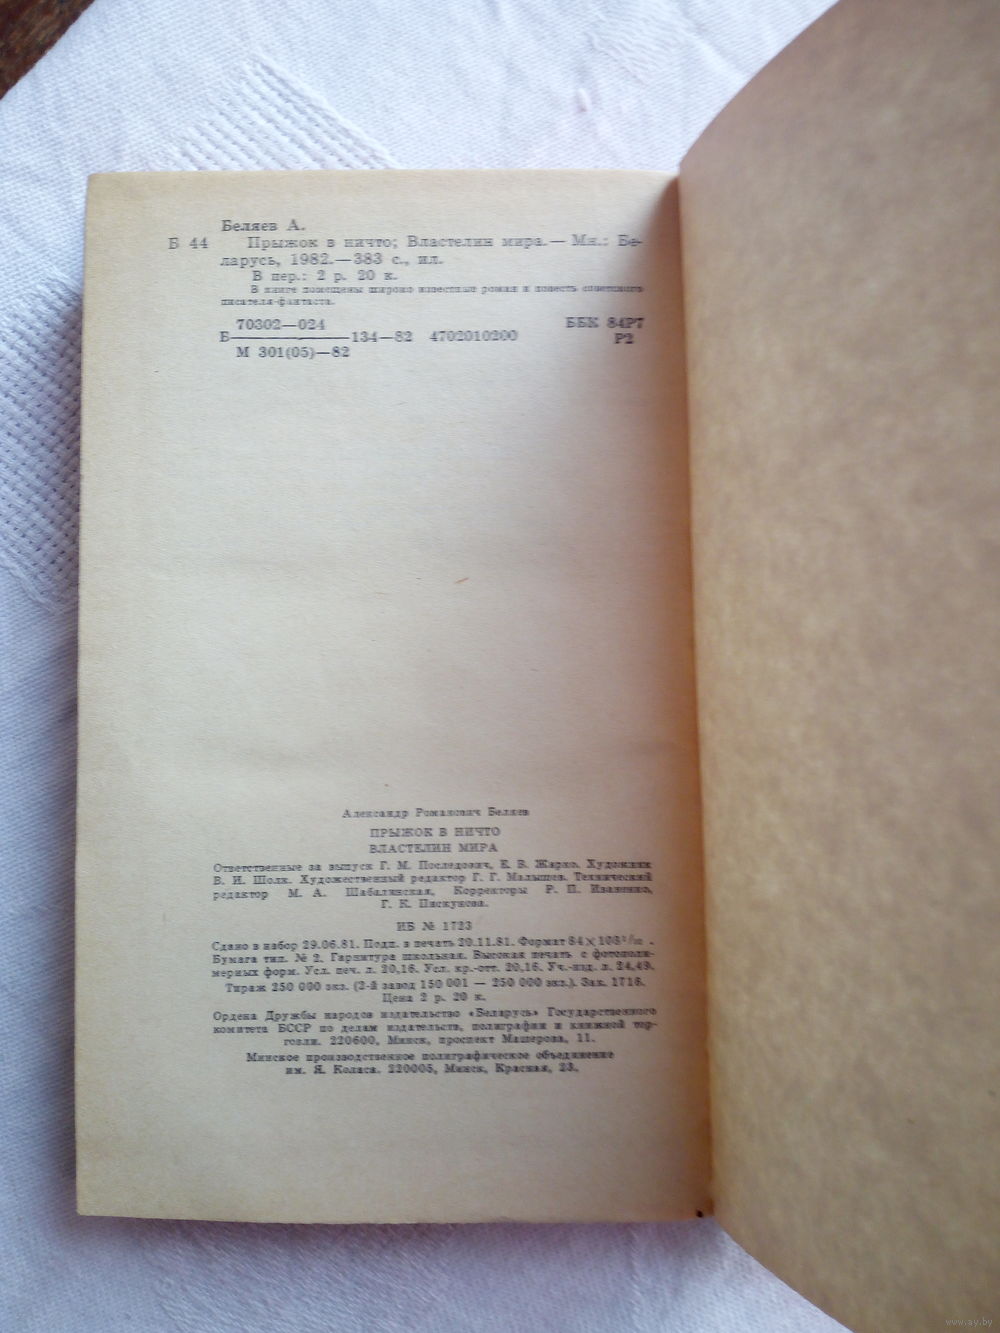 Беляев А.
Б 44 Прыжок в ничто; Властелин мира.— Мн.: Бе-
ларусь, 1982.—383 с., ил.
В пер.: 2 р. 20 к.
В книге помещены широко известные роман и повесть советского
писателя-фантаста.
70302—024
Б————134—82 4702010200
М 301(05)—82
ББК 84Р7
Р2
Александр Романович Беляев
ПРЫЖОК В НИЧТО
ВЛАСТЕЛИН МИРА
Ответственные за выпуск Г. М. Последович, Е. В. Жарко. Художник
В. И. Шолк. Художественный редактор Г. Г. Малышев. Технический
редактор М. А. Шабалинская, Корректоры Р. П. Иваненко,
Г. К. Пискунова.
ИБ № 1723
Сдано в набор 29.06.81. Подп. в печать 20.11.81. Формат 84×108¹/₃₂.
Бумага тип. № 2. Гарнитура школьная. Высокая печать с фотополи-
мерных форм. Усл. печ. л. 20,16. Усл. кр.-отт. 20,16. Уч.-изд. л. 24,49.
Тираж 250 000 экз. (2-й завод 150 001 — 250 000 экз.). Зак. 1716.
Цена 2 р. 20 к.
Ордена Дружбы народов издательство «Беларусь» Государственного
комитета БССР по делам издательств, полиграфии и книжной тор-
говли. 220600, Минск, проспект Машерова, 11.
Минское производственное полиграфическое объединение
им. Я. Коласа. 220005, Минск, Красная, 23.
www.ay.by